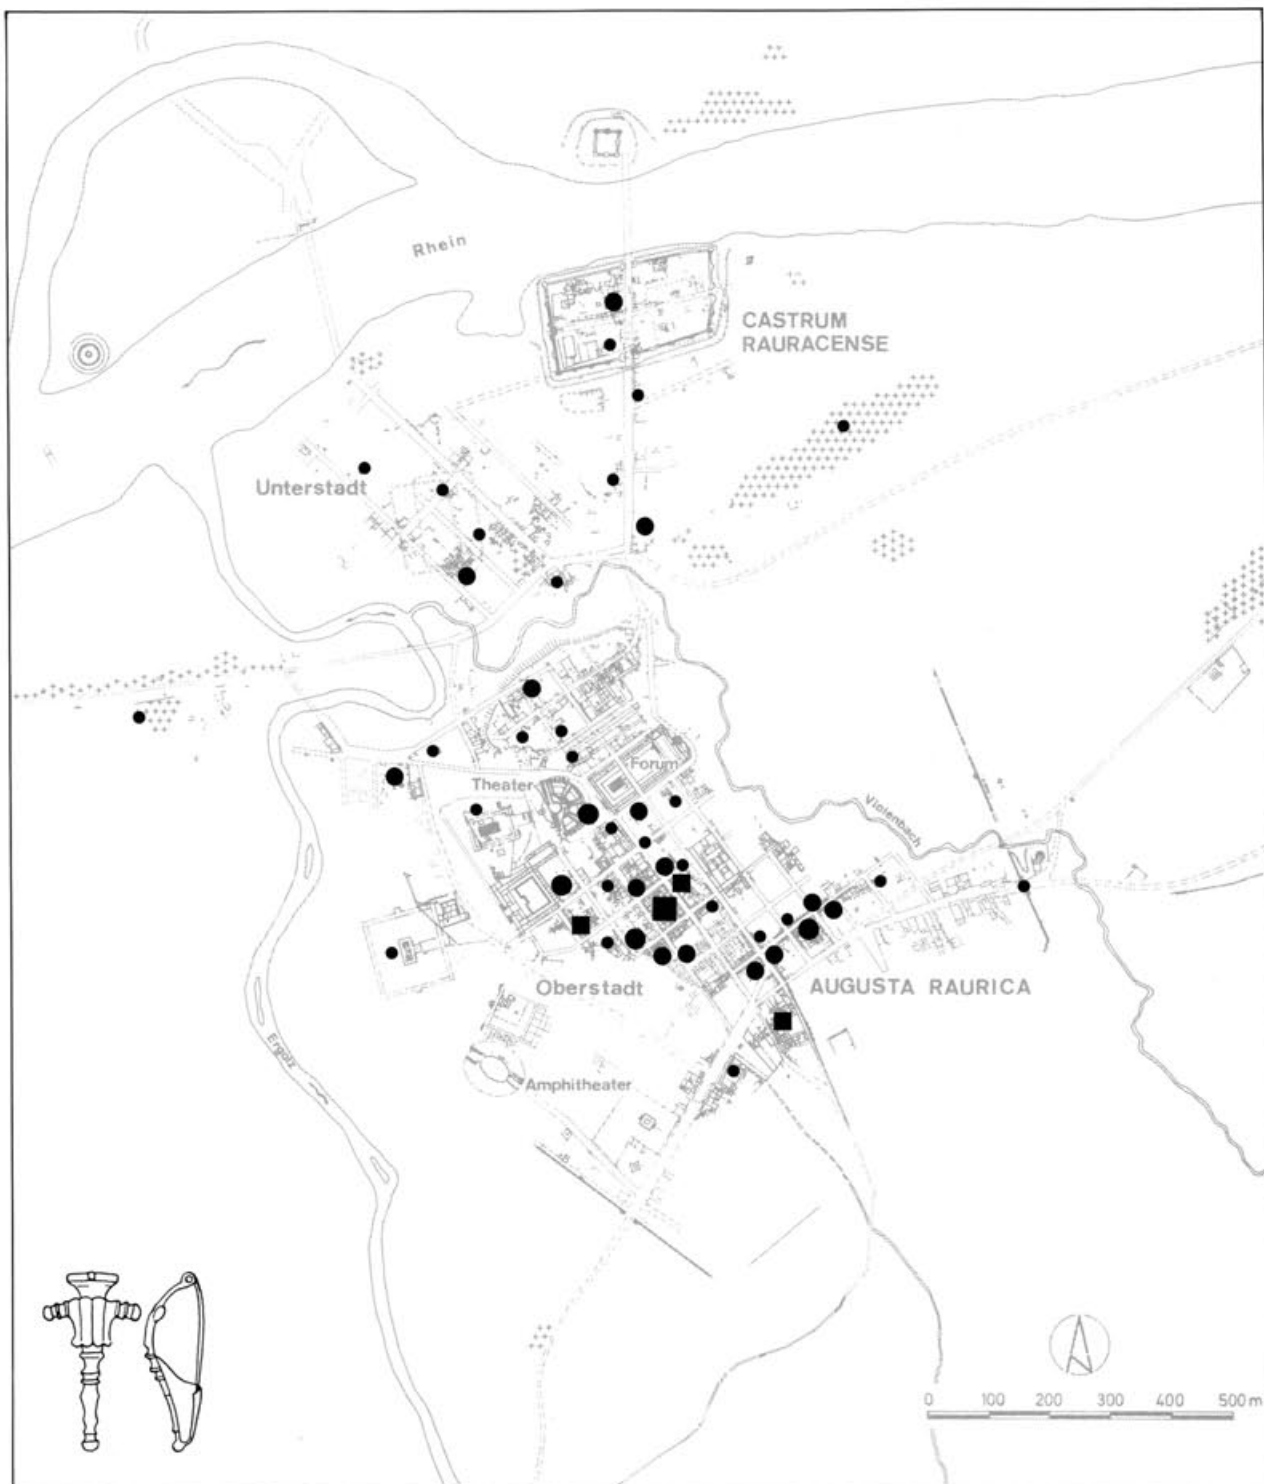 Rhein
CASTRUM
RAURACENSE
Unterstadt
Forum
Theater
Violenbach
Oberstadt
AUGUSTA RAURICA
Ergolz
Amphitheater
0 100 200 300 400 500 m